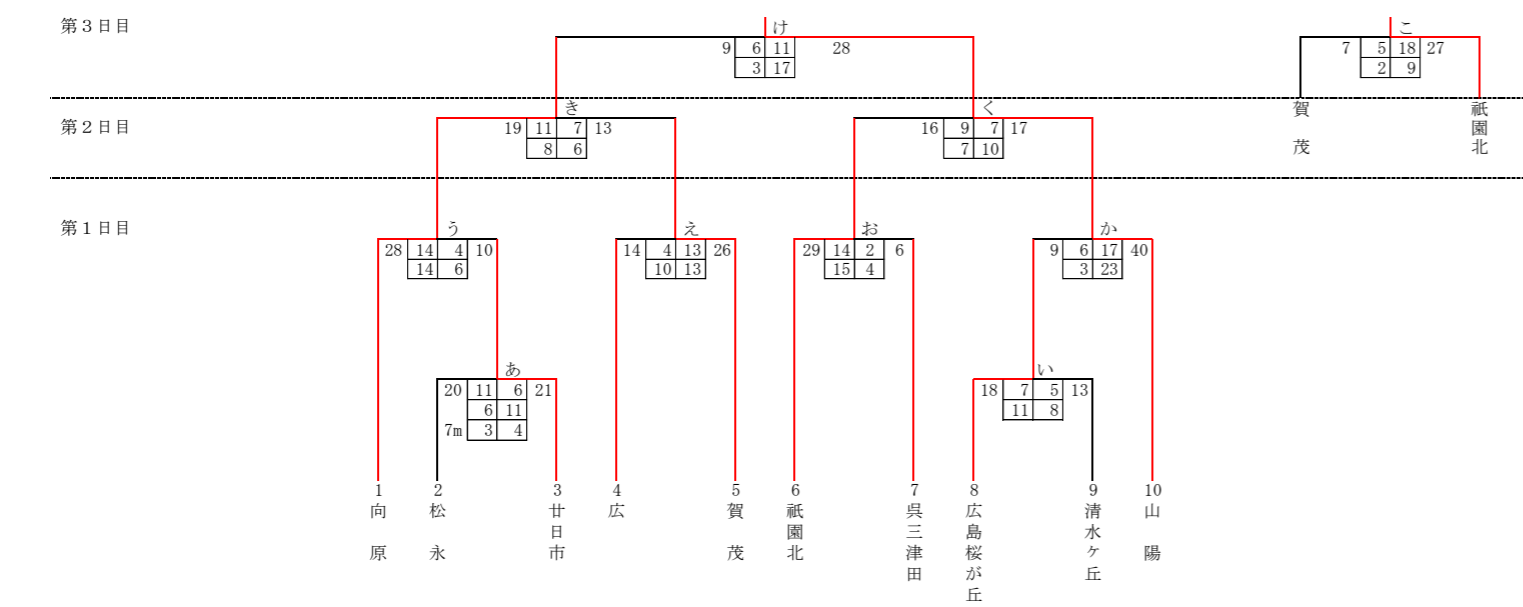 第３日目
け
9 6 11 28
3 17
こ
7 5 18 27
2 9
賀茂
祇園北
第２日目
き
19 11 7 13
8 6
く
16 9 7 17
7 10
第１日目
う
28 14 4 10
14 6
え
14 4 13 26
10 13
お
29 14 2 6
15 4
か
9 6 17 40
3 23
あ
20 11 6 21
6 11
7m 3 4
い
18 7 5 13
11 8
1 向原
2 松永
3 廿日市
4 広
5 賀茂
6 祇園北
7 呉三津田
8 広島桜が丘
9 清水ケ丘
10 山陽